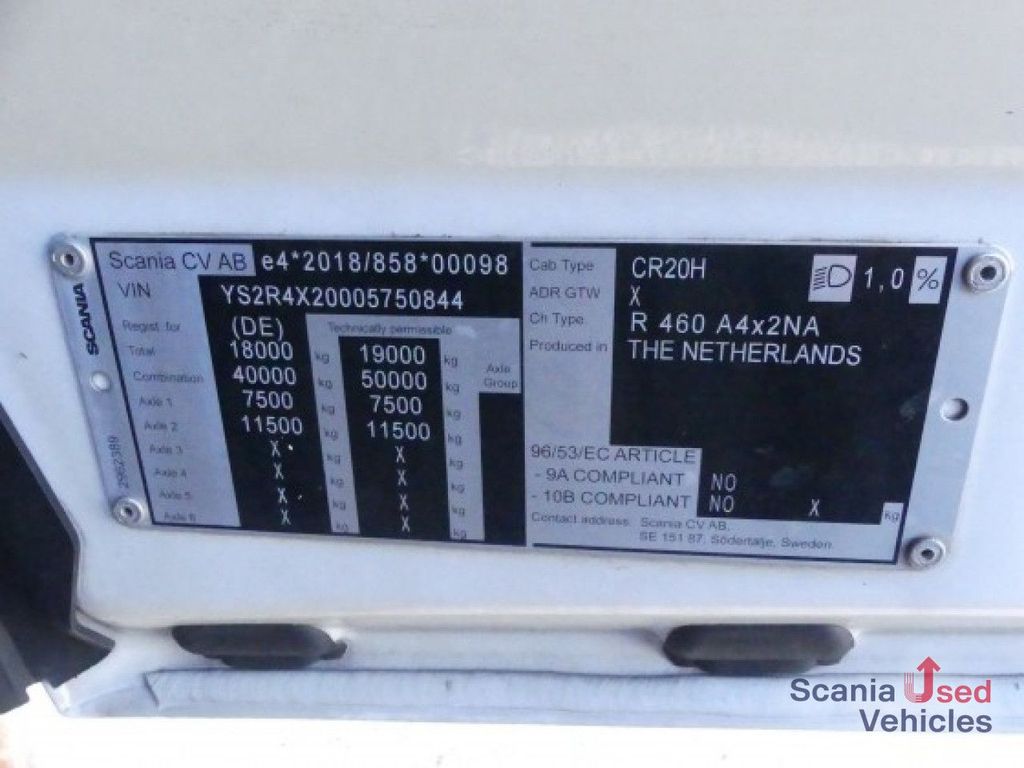 SCANIA
2962389
Scania CV AB e4*2018/858*00098
VIN YS2R4X20005750844
Regist. for (DE) Technically permissible
Total 18000 kg 19000 kg
Combination 40000 kg 50000 kg Axle Group
Axle 1 7500 kg 7500 kg
Axle 2 11500 kg 11500 kg
Axle 3 X kg X kg
Axle 4 X kg X kg
Axle 5 X kg X kg
Axle 6 X kg X kg
Cab Type CR20H 1,0 %
ADR GTW X
Ch Type. R 460 A4x2NA
Produced in THE NETHERLANDS
96/53/EC ARTICLE
- 9A COMPLIANT NO
- 10B COMPLIANT NO X kg
Contact address: Scania CV AB,
SE 151 87, Södertälje, Sweden.
Scania Used
Vehicles